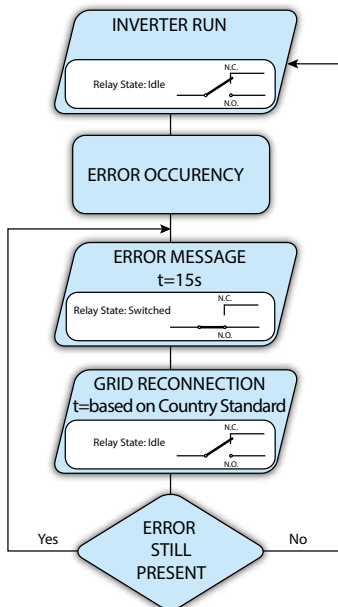 INVERTER RUN
N.C.
Relay State: Idle
N.O.
ERROR OCCURENCY
ERROR MESSAGE
t=15s
N.C.
Relay State: Switched
N.O.
GRID RECONNECTION
t=based on Country Standard
N.C.
Relay State: Idle
N.O.
Yes
ERROR
STILL
PRESENT
No